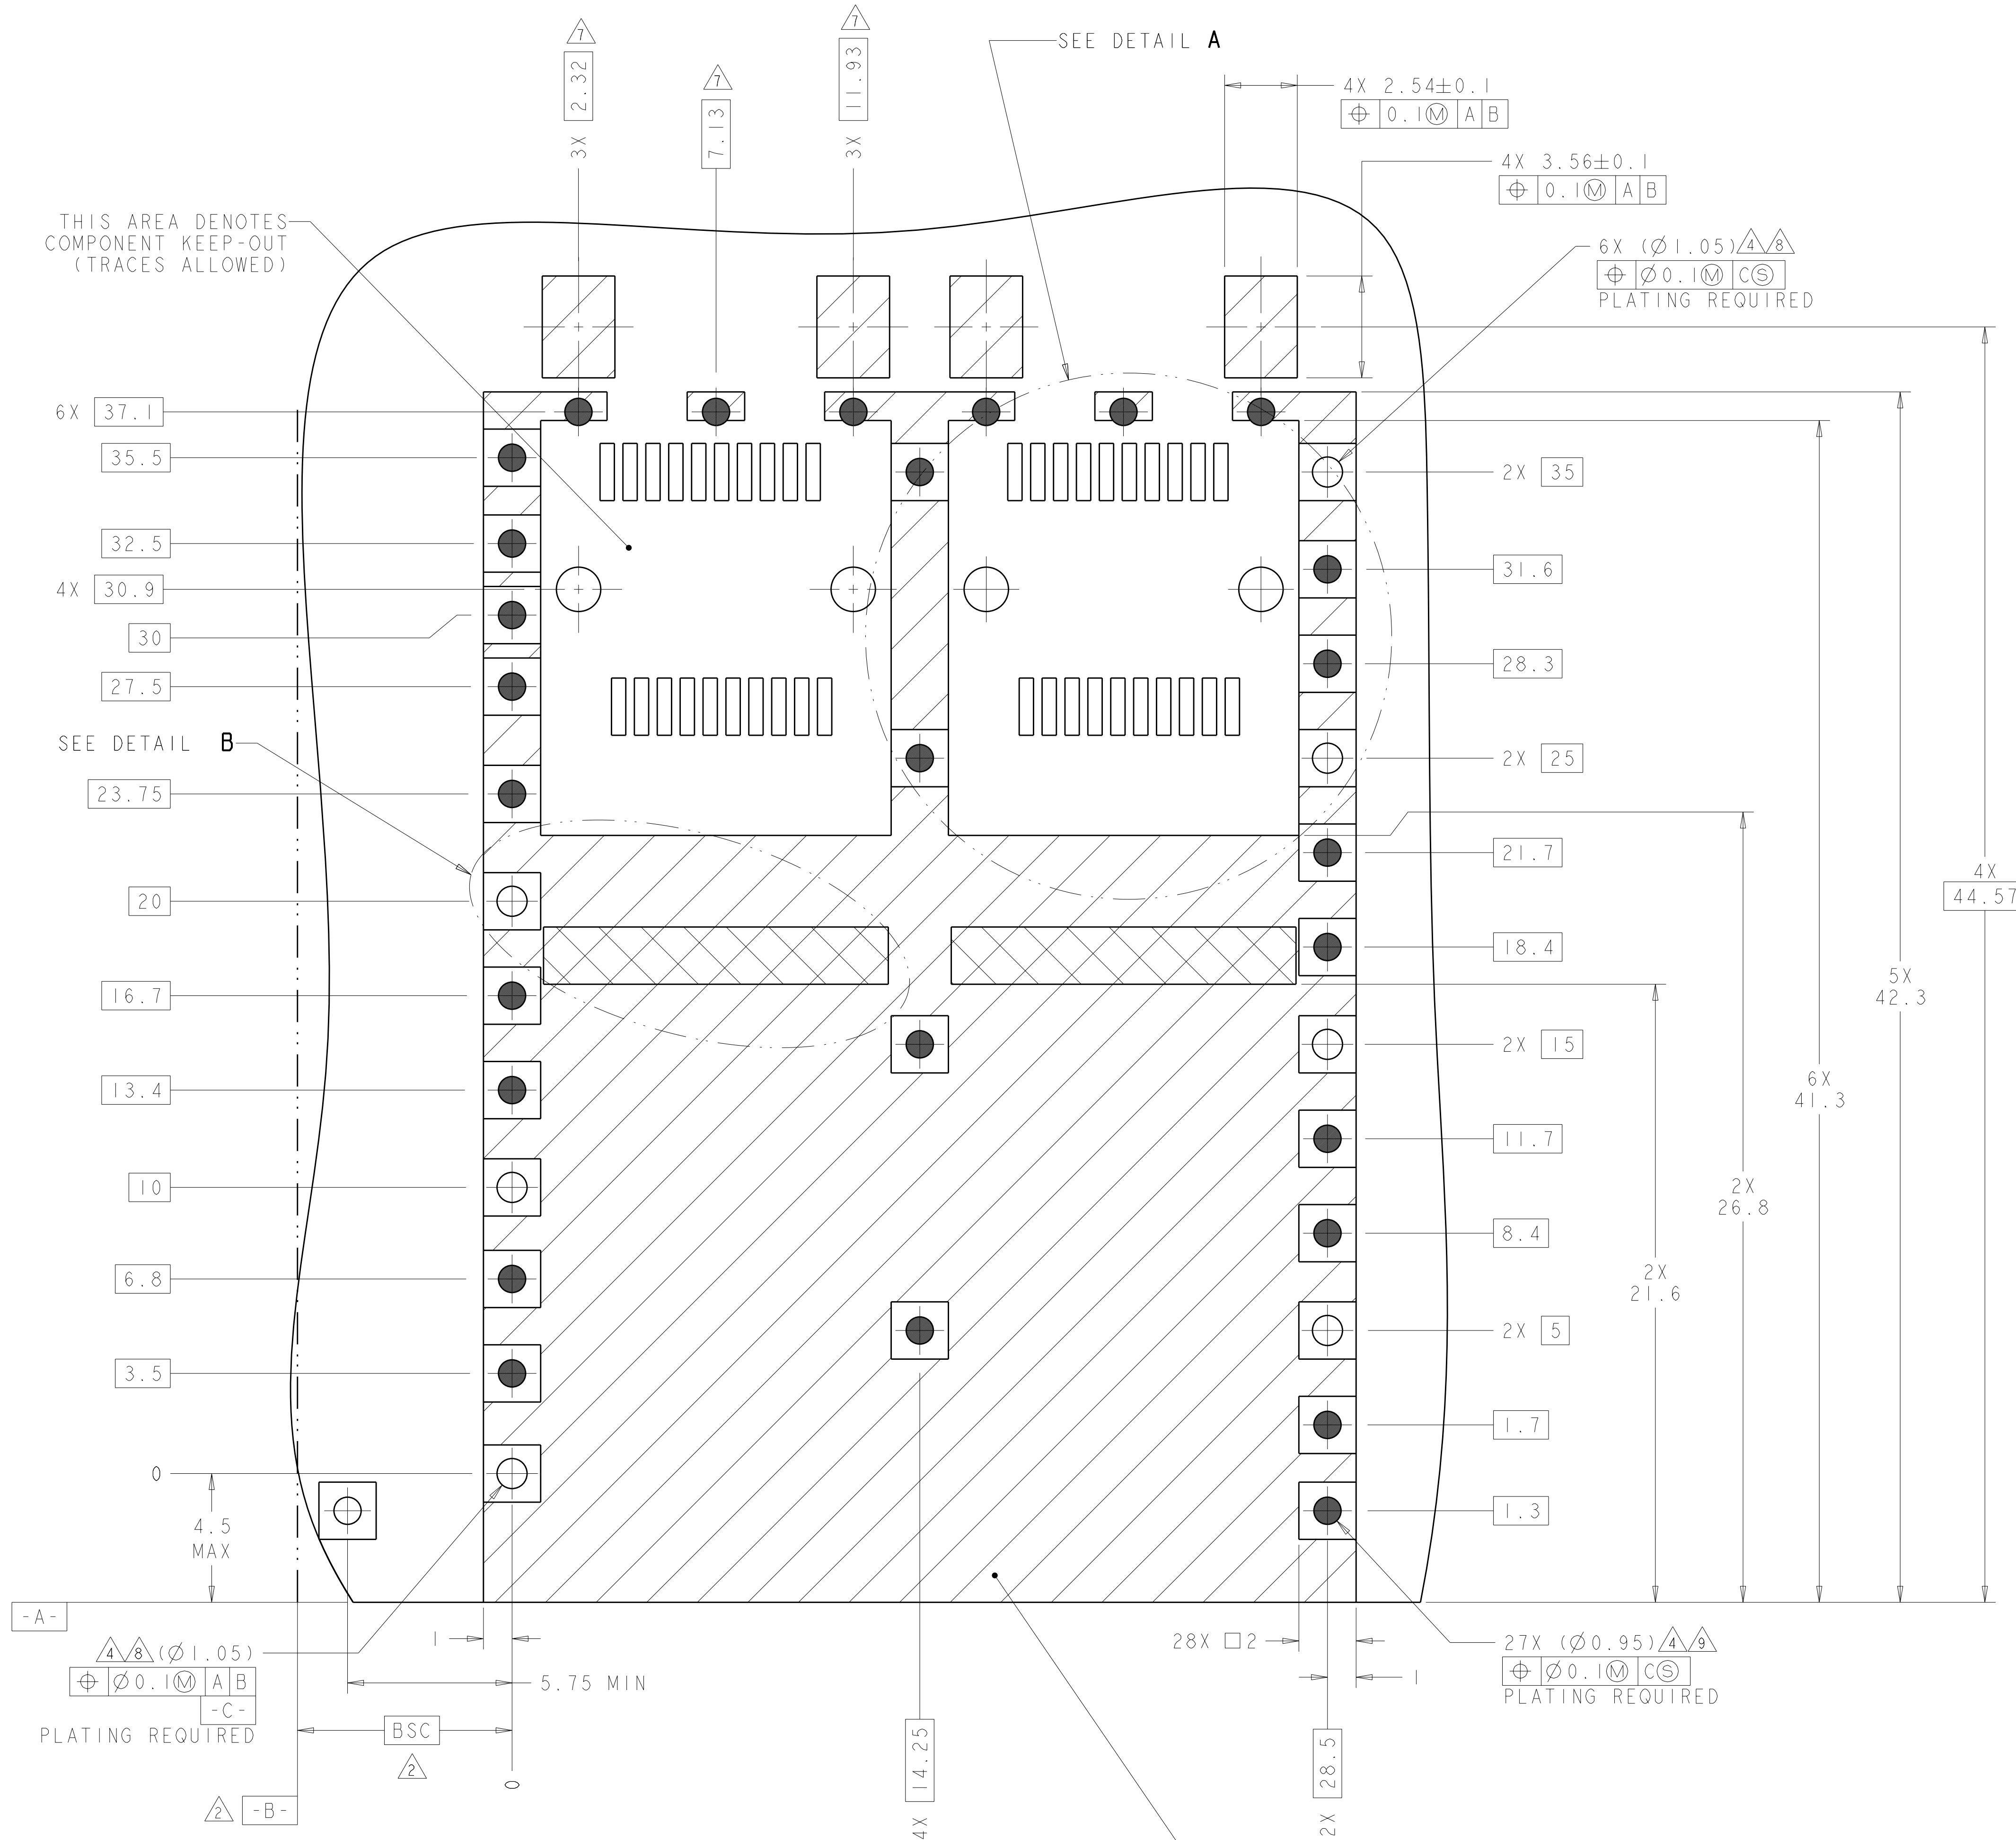 7
3X 2.32
7
7.13
7
3X 11.93
SEE DETAIL A
4X 2.54±0.1
⌖ 0.1Ⓜ A B
4X 3.56±0.1
⌖ 0.1Ⓜ A B
6X (Ø1.05) 4 8
⌖ Ø0.1Ⓜ CⓈ
PLATING REQUIRED
THIS AREA DENOTES
COMPONENT KEEP-OUT
(TRACES ALLOWED)
6X 37.1
35.5
32.5
4X 30.9
30
27.5
SEE DETAIL B
23.75
20
16.7
13.4
10
6.8
3.5
0
4.5
MAX
-A-
4 8 (Ø1.05)
⌖ Ø0.1Ⓜ A B
-C-
PLATING REQUIRED
1
5.75 MIN
BSC
2
0
2 -B-
4X 14.25
2X 35
31.6
28.3
2X 25
21.7
18.4
2X 15
11.7
8.4
2X 5
1.7
1.3
28X □2
1
2X 28.5
27X (Ø0.95) 4 9
⌖ Ø0.1Ⓜ CⓈ
PLATING REQUIRED
2X
21.6
2X
26.8
6X
41.3
5X
42.3
4X
44.57